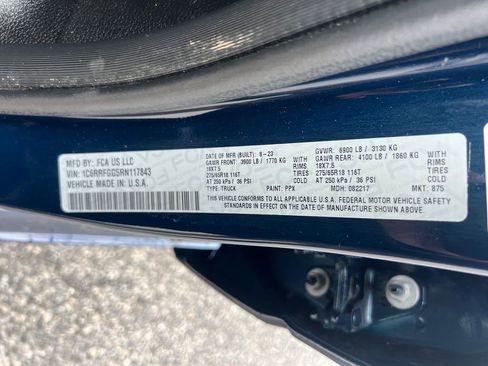 MFD BY: FCA US LLC
DATE OF MFR (BUILT): 8-23
GVWR: 6900 LB / 3130 KG
VIN: 1C6RRFGG5RN117843
GAWR FRONT: 3900 LB / 1770 KG WITH
GAWR REAR: 4100 LB / 1860 KG WITH
VEHICLE MADE IN: U.S.A.
18X7.5 RIMS
18X7.5 RIMS
275/65R18 116T TIRES
275/65R18 116T TIRES
AT 250 kPa / 36 PSI COLD
AT 250 kPa / 36 PSI COLD
TYPE: TRUCK PAINT: PPX MDH: 082217 MKT: 875
THIS VEHICLE CONFORMS TO ALL APPLICABLE U.S.A. FEDERAL MOTOR VEHICLE SAFETY
STANDARDS IN EFFECT ON THE DATE OF MANUFACTURE SHOWN ABOVE.